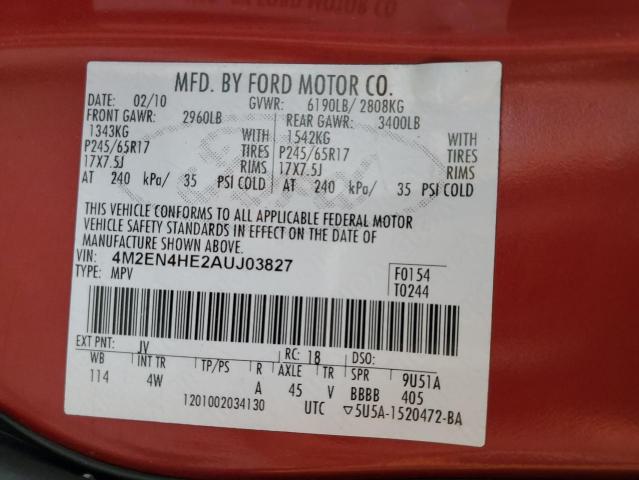 MFD. BY FORD MOTOR CO.
DATE: 02/10 GVWR: 6190LB/ 2808KG
FRONT GAWR: 2960LB REAR GAWR: 3400LB
1343KG WITH 1542KG WITH
P245/65R17 TIRES P245/65R17 TIRES
17X7.5J RIMS 17X7.5J RIMS
AT 240 kPa/ 35 PSI COLD AT 240 kPa/ 35 PSI COLD
THIS VEHICLE CONFORMS TO ALL APPLICABLE FEDERAL MOTOR
VEHICLE SAFETY STANDARDS IN EFFECT ON THE DATE OF
MANUFACTURE SHOWN ABOVE.
VIN: 4M2EN4HE2AUJ03827
TYPE: MPV
F0154
T0244
EXT PNT: JV RC: 18 DSO:
WB INT TR TP/PS R AXLE TR SPR 9U51A
114 4W A 45 V BBBB 405
1201002034130 UTC ▽5U5A-1520472-BA
Ford